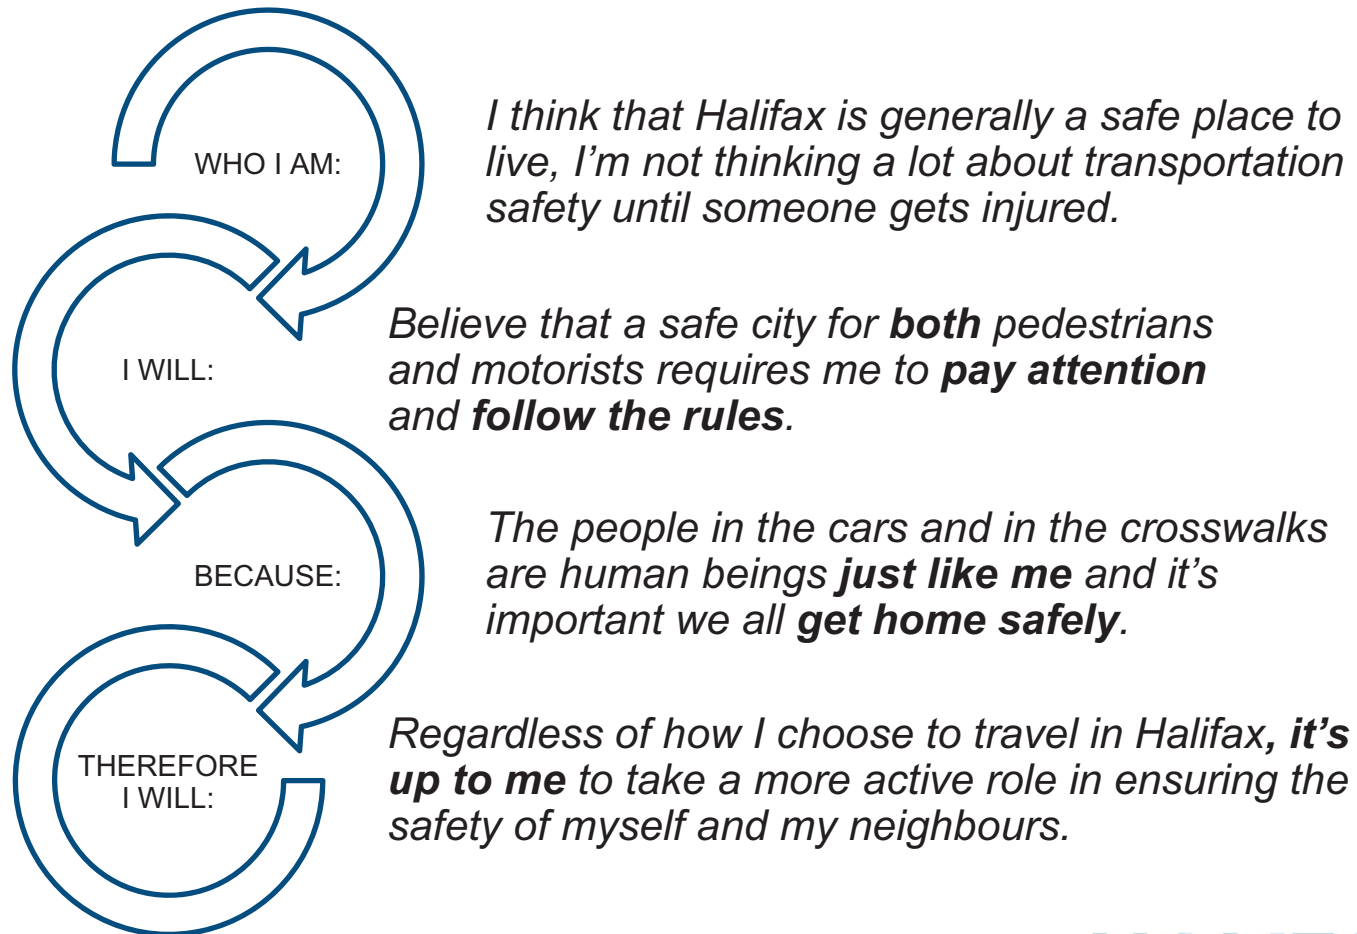 WHO I AM:
I think that Halifax is generally a safe place to
live, I’m not thinking a lot about transportation
safety until someone gets injured.
I WILL:
Believe that a safe city for both pedestrians
and motorists requires me to pay attention
and follow the rules.
BECAUSE:
The people in the cars and in the crosswalks
are human beings just like me and it’s
important we all get home safely.
THEREFORE
I WILL:
Regardless of how I choose to travel in Halifax, it’s
up to me to take a more active role in ensuring the
safety of myself and my neighbours.